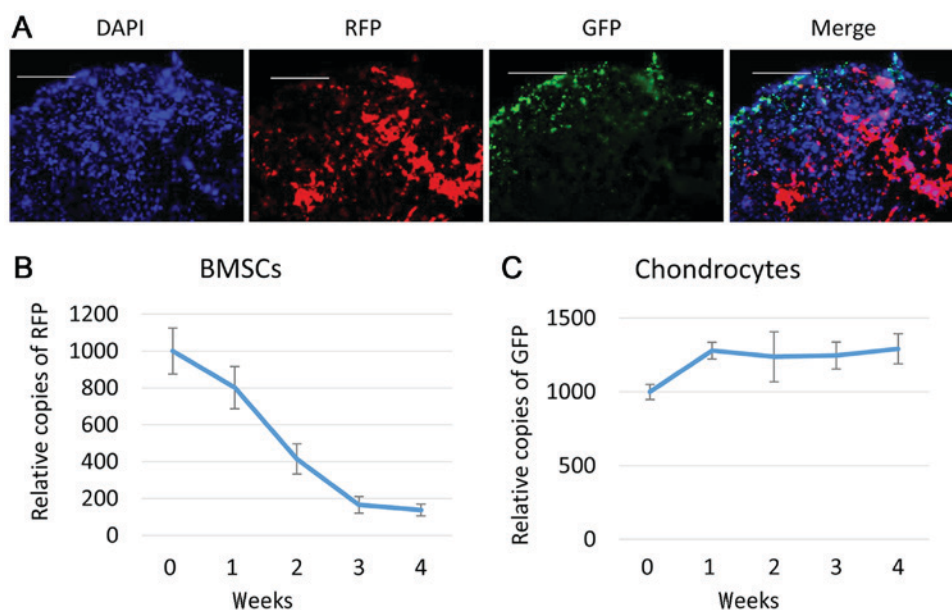 A
DAPI RFP GFP Merge
B BMSCs
Relative copies of RFP
1200
1000
800
600
400
200
0
0 1 2 3 4
Weeks
C Chondrocytes
Relative copies of GFP
1500
1000
500
0
0 1 2 3 4
Weeks